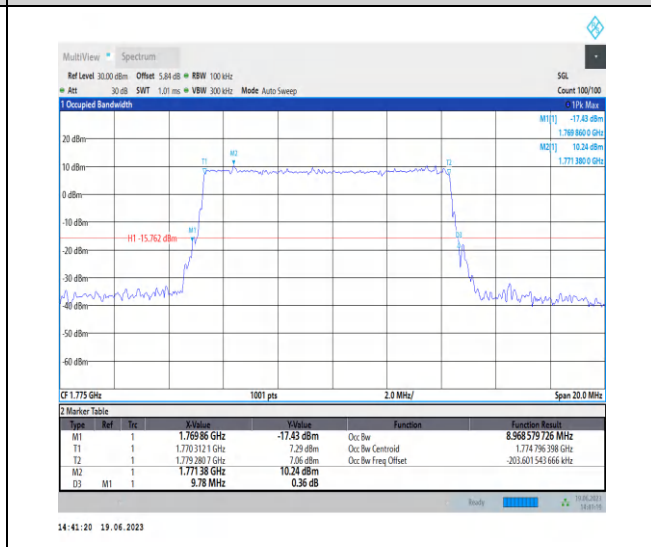 MultiView Spectrum
Ref Level 30.00 dBm Offset 5.84 dB RBW 100 kHz SGL
Att 30 dB SWT 1.01 ms VBW 300 kHz Mode Auto Sweep Count 100/100
1 Occupied Bandwidth 1Pk Max
M1[1] -17.43 dBm
1.769 860 0 GHz
M2[1] 10.24 dBm
1.771 380 0 GHz
20 dBm
M2
T1 T2
10 dBm
0 dBm
-10 dBm
M1
H1 -15.762 dBm
D3
-20 dBm
-30 dBm
-40 dBm
-50 dBm
-60 dBm
CF 1.775 GHz 1001 pts 2.0 MHz/ Span 20.0 MHz
2 Marker Table
Type Ref Trc X-Value Y-Value Function Function Result
M1 1 1.76986 GHz -17.43 dBm Occ Bw 8.968 579 726 MHz
T1 1 1.770 312 1 GHz 7.29 dBm Occ Bw Centroid 1.774 796 398 GHz
T2 1 1.779 280 7 GHz 7.06 dBm Occ Bw Freq Offset -203.601 543 666 kHz
M2 1 1.77138 GHz 10.24 dBm
D3 M1 1 9.78 MHz 0.36 dB
Ready 19.06.2023
14:41:20 19.06.2023